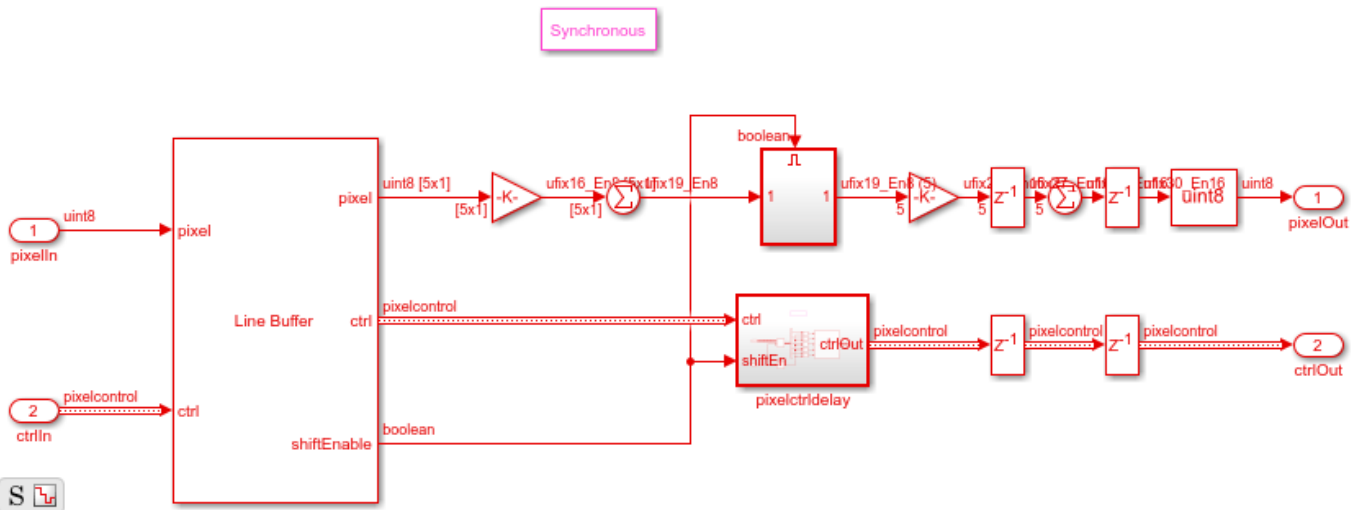 Synchronous
boolean
uint8 [5x1]
pixel
[5x1]
-K-
[5x1]
ufix19_En8
1
1
ufix19_En8 (5)
5
-K-
5
Z-1
5
Z-1
uint8
uint8
1
pixelOut
uint8
1
pixelIn
pixel
Line Buffer
pixelcontrol
ctrl
ctrl
shiftEn
ctrlOut
pixelctrldelay
pixelcontrol
Z-1
pixelcontrol
Z-1
pixelcontrol
2
ctrlOut
pixelcontrol
2
ctrlIn
ctrl
boolean
shiftEnable
S